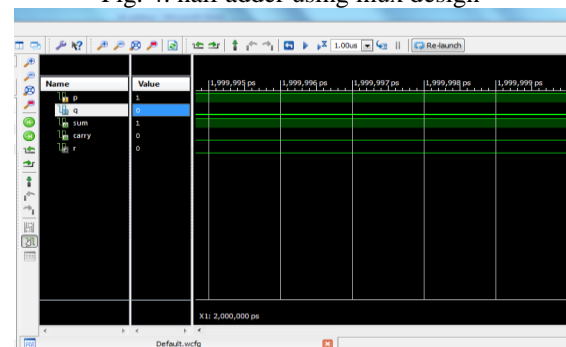 Fig. 4. half adder using mux design
1.00us Re-launch
Name Value
1,999,995 ps 1,999,996 ps 1,999,997 ps 1,999,998 ps 1,999,999 ps
p 1
q 0
sum 1
carry 0
r 0
X1: 2,000,000 ps
Default.wcfg